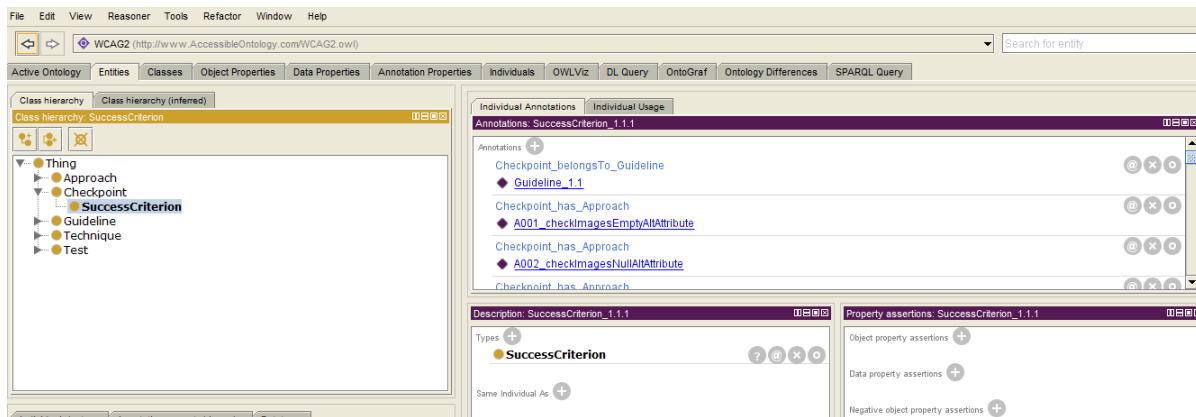 File Edit View Reasoner Tools Refactor Window Help
WCAG2 (http://www.AccessibleOntology.com/WCAG2.owl)
Search for entity
Active Ontology Entities Classes Object Properties Data Properties Annotation Properties Individuals OWLViz DL Query OntoGraf Ontology Differences SPARQL Query
Class hierarchy Class hierarchy (inferred)
Class hierarchy: SuccessCriterion
Thing
Approach
Checkpoint
SuccessCriterion
Guideline
Technique
Test
Individual Annotations Individual Usage
Annotations: SuccessCriterion_1.1.1
Annotations
Checkpoint_belongsTo_Guideline
Guideline_1.1
Checkpoint_has_Approach
A001_checkImagesEmptyAltAttribute
Checkpoint_has_Approach
A002_checkImagesNullAltAttribute
Checkpoint_has_Approach
Description: SuccessCriterion_1.1.1
Types
SuccessCriterion
Same Individual As
Property assertions: SuccessCriterion_1.1.1
Object property assertions
Data property assertions
Negative object property assertions